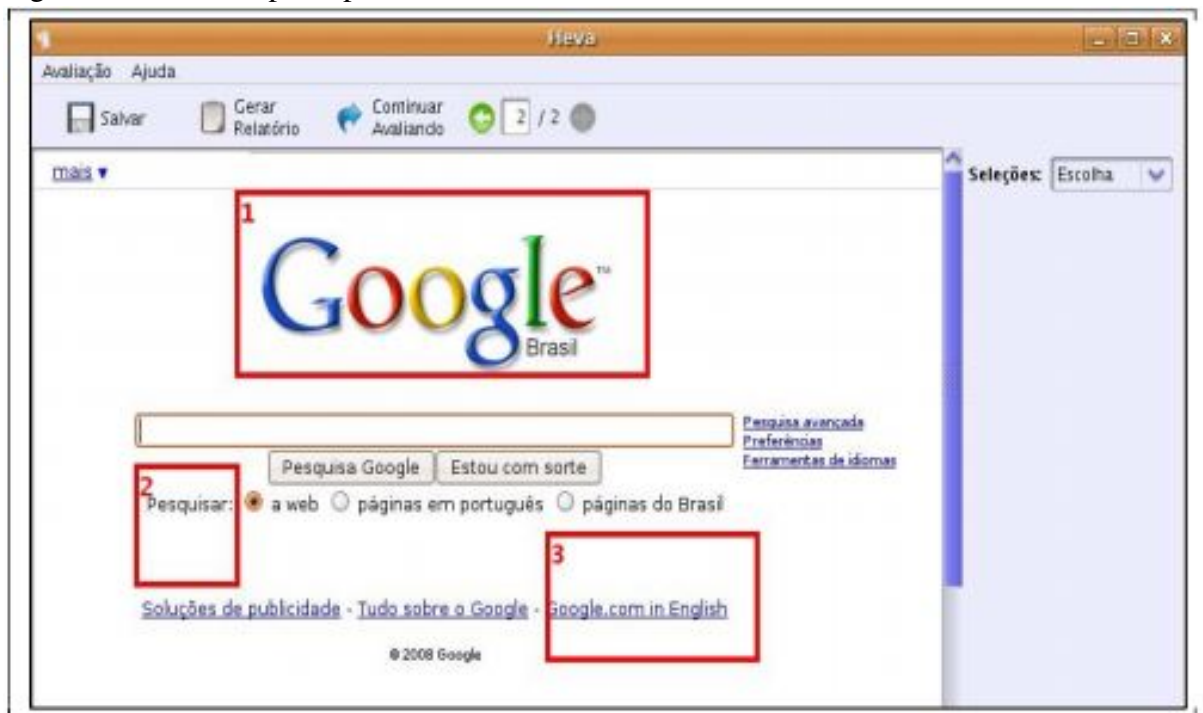 Heva
Avaliação Ajuda
Salvar Gerar Relatório Continuar Avaliando 2 / 2
mais ▼
Seleções: Escolha
1
Google™
Brasil
Pesquisa avançada
Preferências
Ferramentas de idiomas
Pesquisa Google Estou com sorte
2
Pesquisar: a web páginas em português páginas do Brasil
3
Soluções de publicidade - Tudo sobre o Google - Google.com in English
© 2008 Google